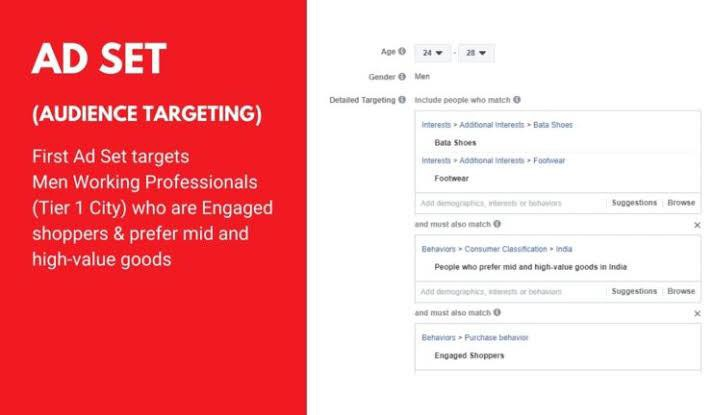 AD SET
(AUDIENCE TARGETING)
First Ad Set targets
Men Working Professionals
(Tier 1 City) who are Engaged
shoppers & prefer mid and
high-value goods
Age 24 - 28
Gender Men
Detailed Targeting Include people who match
Interests > Additional Interests > Bata Shoes
Bata Shoes
Interests > Additional Interests > Footwear
Footwear
Add demographics, interests or behaviors Suggestions | Browse
and must also match
Behaviors > Consumer Classification > India
People who prefer mid and high-value goods in India
Add demographics, interests or behaviors Suggestions | Browse
and must also match
Behaviors > Purchase behavior
Engaged Shoppers